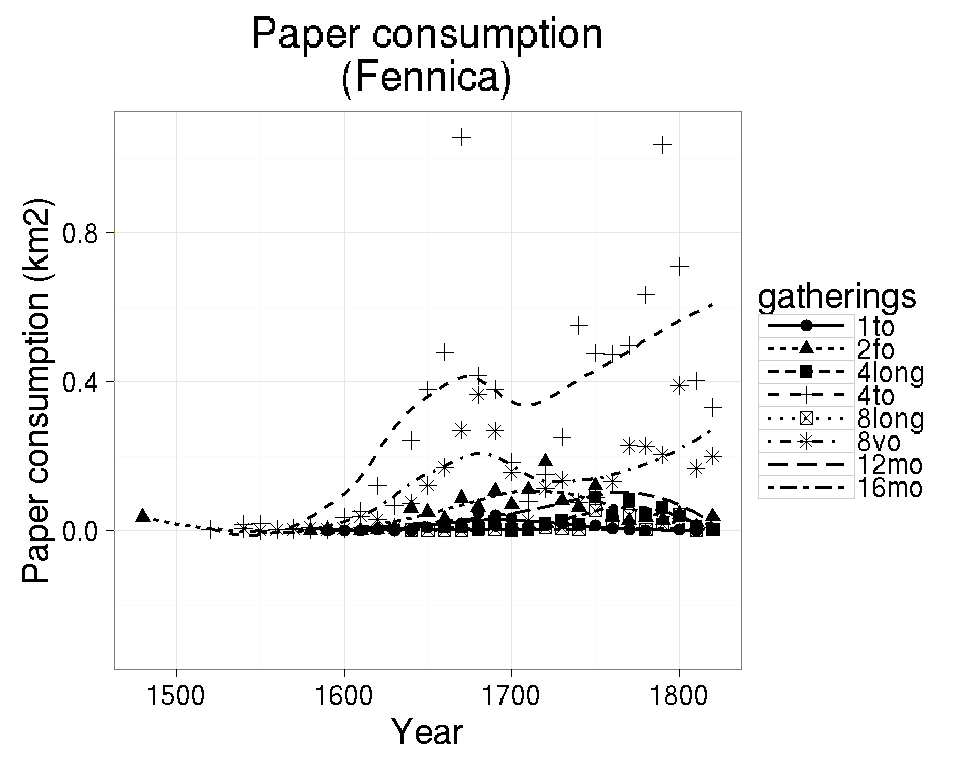 Paper consumption
(Fennica)
Paper consumption (km2)
0.8
0.4
0.0
1500 1600 1700 1800
Year
gatherings
1to
2fo
4long
4to
8long
8vo
12mo
16mo